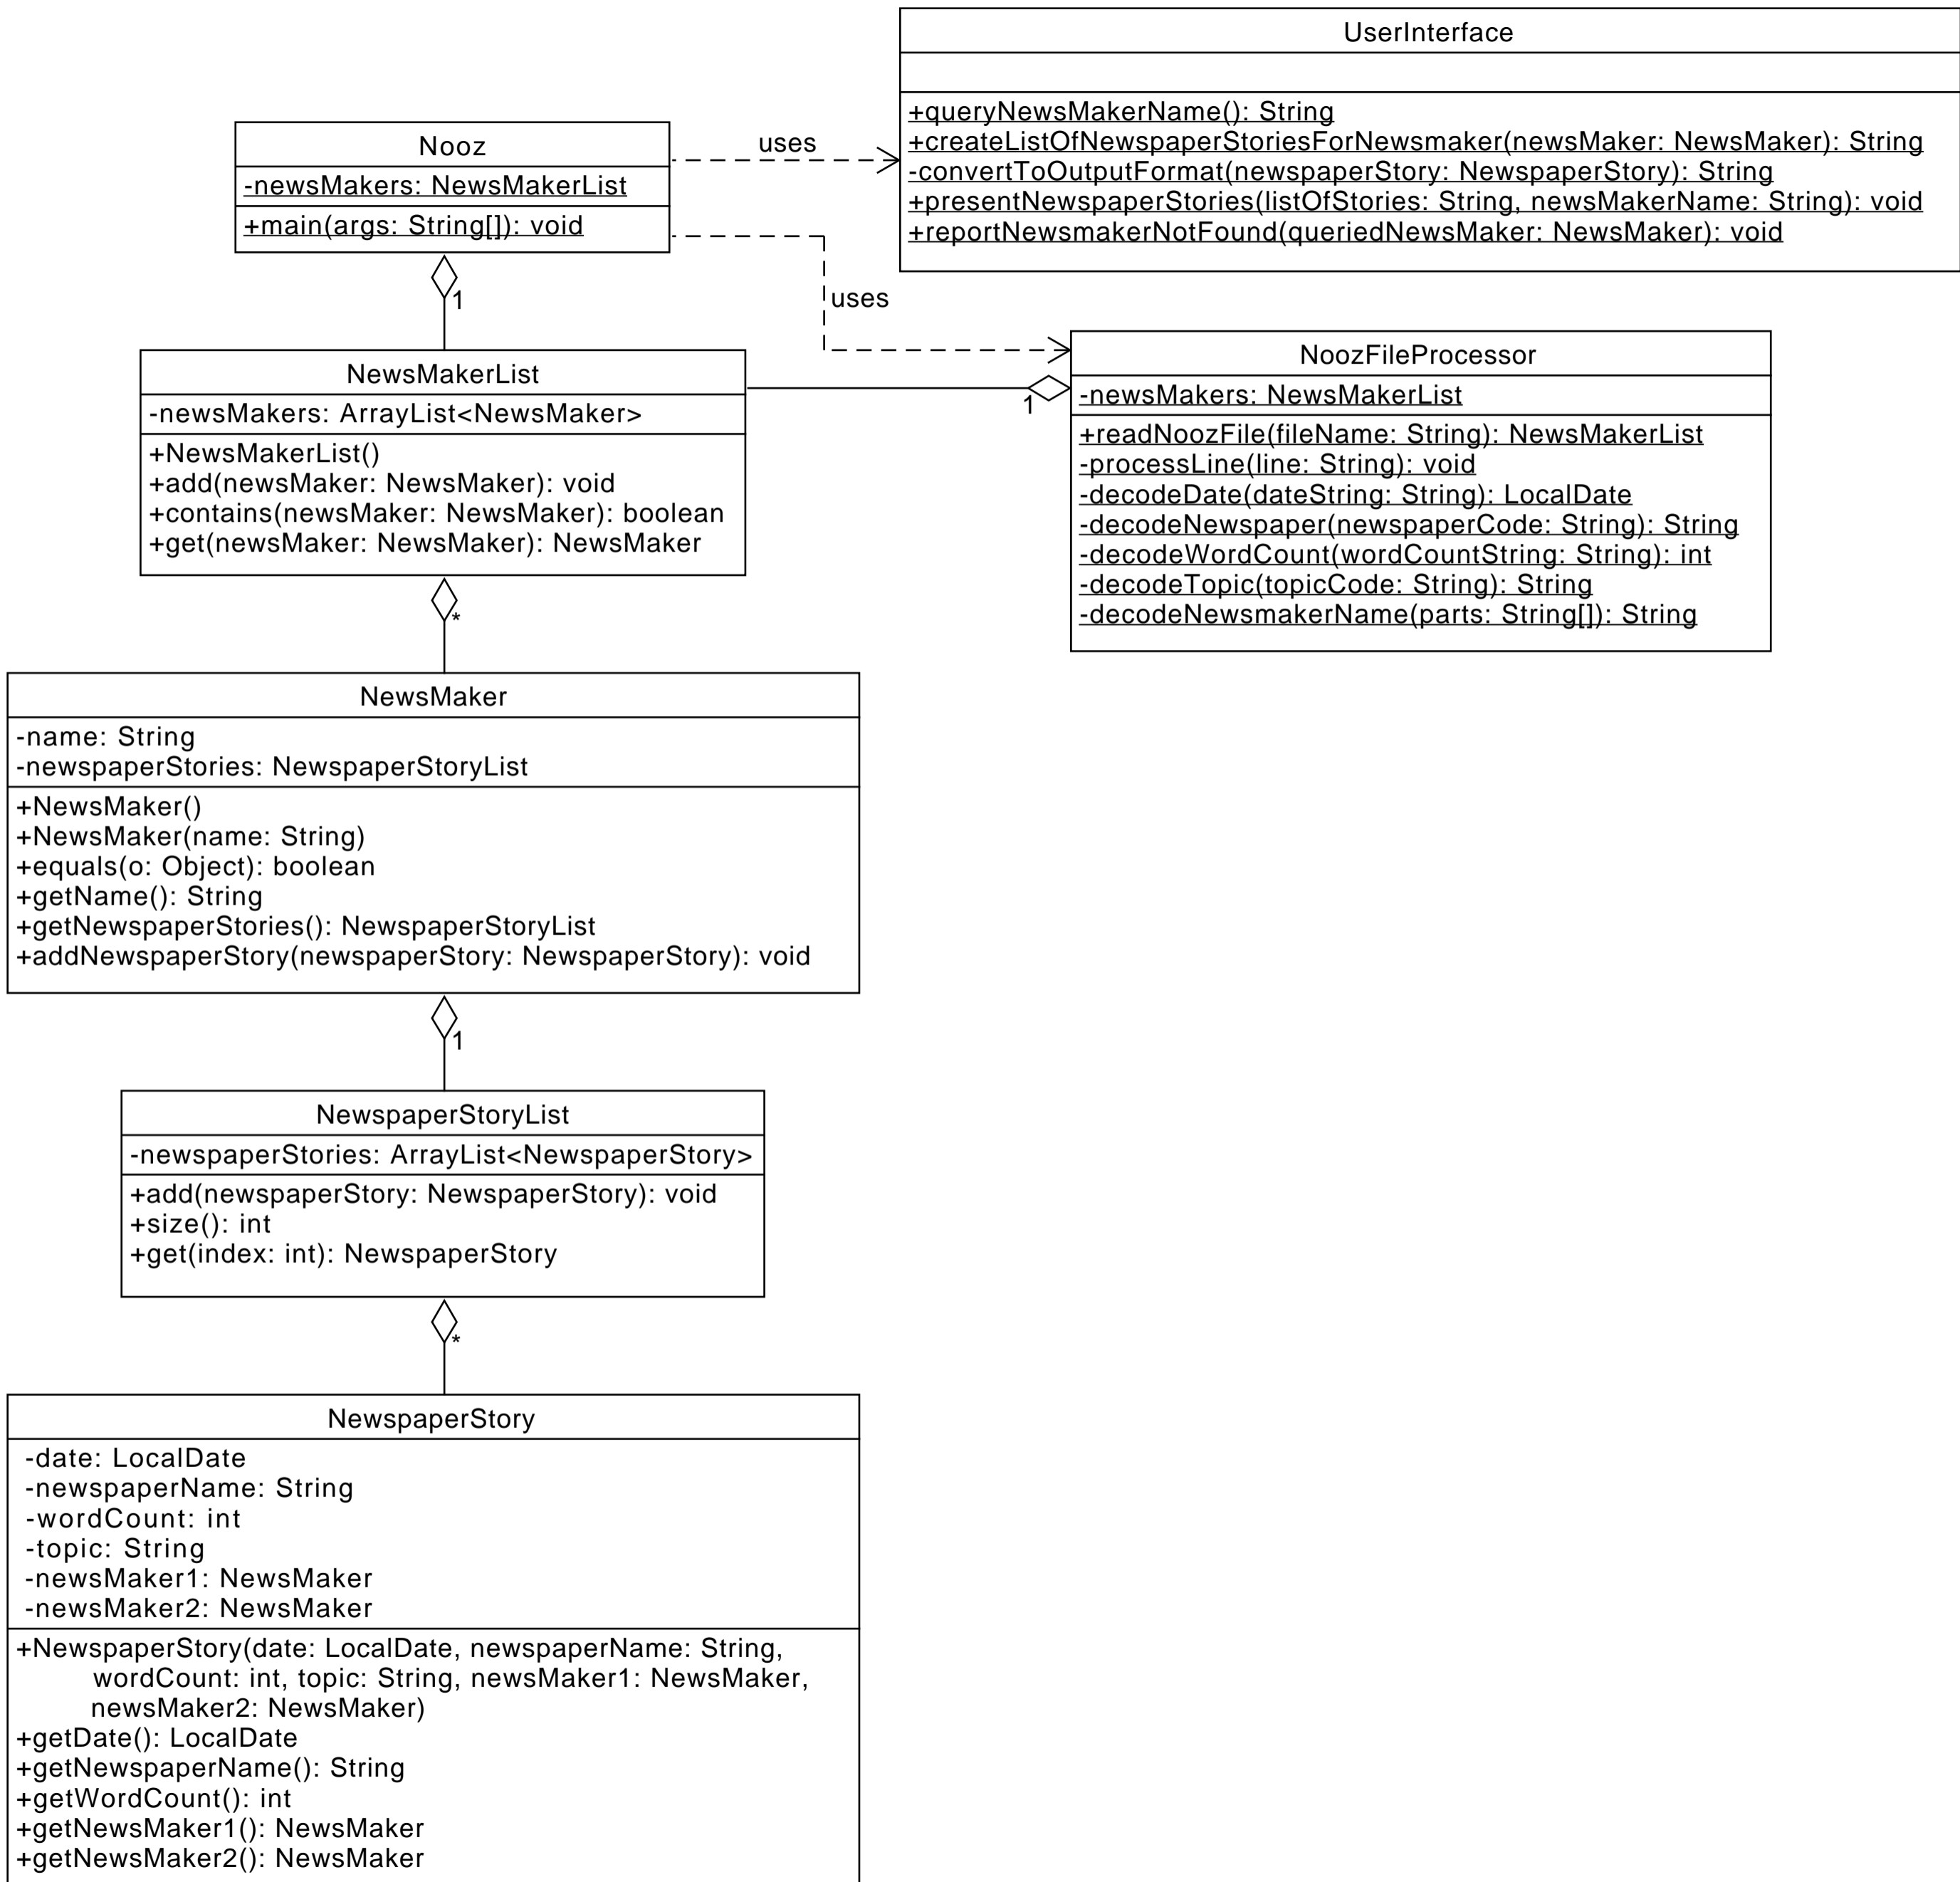 UserInterface
+queryNewsMakerName(): String
+createListOfNewspaperStoriesForNewsmaker(newsMaker: NewsMaker): String
-convertToOutputFormat(newspaperStory: NewspaperStory): String
+presentNewspaperStories(listOfStories: String, newsMakerName: String): void
+reportNewsmakerNotFound(queriedNewsMaker: NewsMaker): void
Nooz
-newsMakers: NewsMakerList
+main(args: String[]): void
uses
uses
1
NewsMakerList
-newsMakers: ArrayList<NewsMaker>
+NewsMakerList()
+add(newsMaker: NewsMaker): void
+contains(newsMaker: NewsMaker): boolean
+get(newsMaker: NewsMaker): NewsMaker
1
NoozFileProcessor
-newsMakers: NewsMakerList
+readNoozFile(fileName: String): NewsMakerList
-processLine(line: String): void
-decodeDate(dateString: String): LocalDate
-decodeNewspaper(newspaperCode: String): String
-decodeWordCount(wordCountString: String): int
-decodeTopic(topicCode: String): String
-decodeNewsmakerName(parts: String[]): String
*
NewsMaker
-name: String
-newspaperStories: NewspaperStoryList
+NewsMaker()
+NewsMaker(name: String)
+equals(o: Object): boolean
+getName(): String
+getNewspaperStories(): NewspaperStoryList
+addNewspaperStory(newspaperStory: NewspaperStory): void
1
NewspaperStoryList
-newspaperStories: ArrayList<NewspaperStory>
+add(newspaperStory: NewspaperStory): void
+size(): int
+get(index: int): NewspaperStory
*
NewspaperStory
-date: LocalDate
-newspaperName: String
-wordCount: int
-topic: String
-newsMaker1: NewsMaker
-newsMaker2: NewsMaker
+NewspaperStory(date: LocalDate, newspaperName: String,
wordCount: int, topic: String, newsMaker1: NewsMaker,
newsMaker2: NewsMaker)
+getDate(): LocalDate
+getNewspaperName(): String
+getWordCount(): int
+getNewsMaker1(): NewsMaker
+getNewsMaker2(): NewsMaker